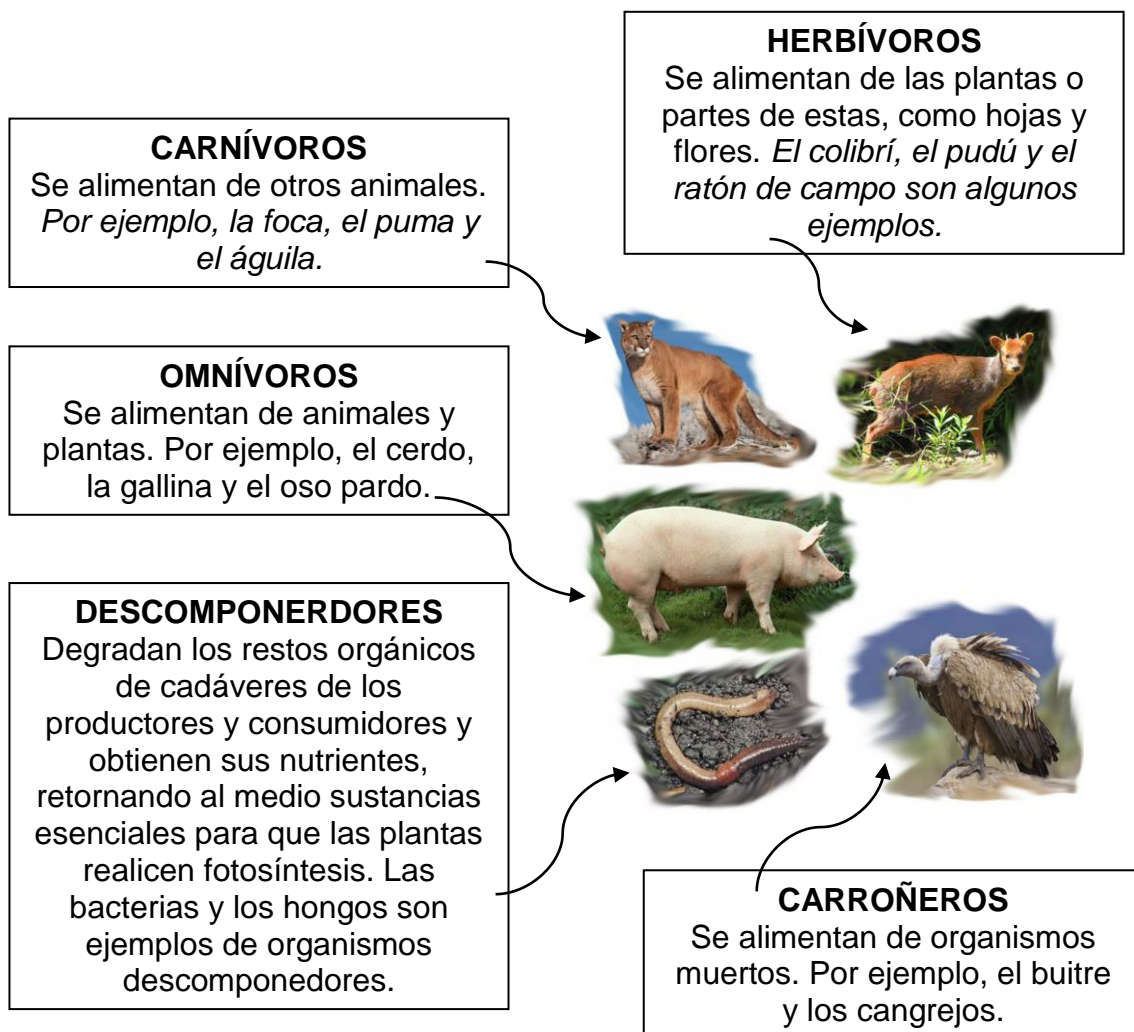 HERBÍVOROS
Se alimentan de las plantas o
partes de estas, como hojas y
flores. El colibrí, el pudú y el
ratón de campo son algunos
ejemplos.
CARNÍVOROS
Se alimentan de otros animales.
Por ejemplo, la foca, el puma y
el águila.
OMNÍVOROS
Se alimentan de animales y
plantas. Por ejemplo, el cerdo,
la gallina y el oso pardo.
DESCOMPONERDORES
Degradan los restos orgánicos
de cadáveres de los
productores y consumidores y
obtienen sus nutrientes,
retornando al medio sustancias
esenciales para que las plantas
realicen fotosíntesis. Las
bacterias y los hongos son
ejemplos de organismos
descomponedores.
CARROÑEROS
Se alimentan de organismos
muertos. Por ejemplo, el buitre
y los cangrejos.